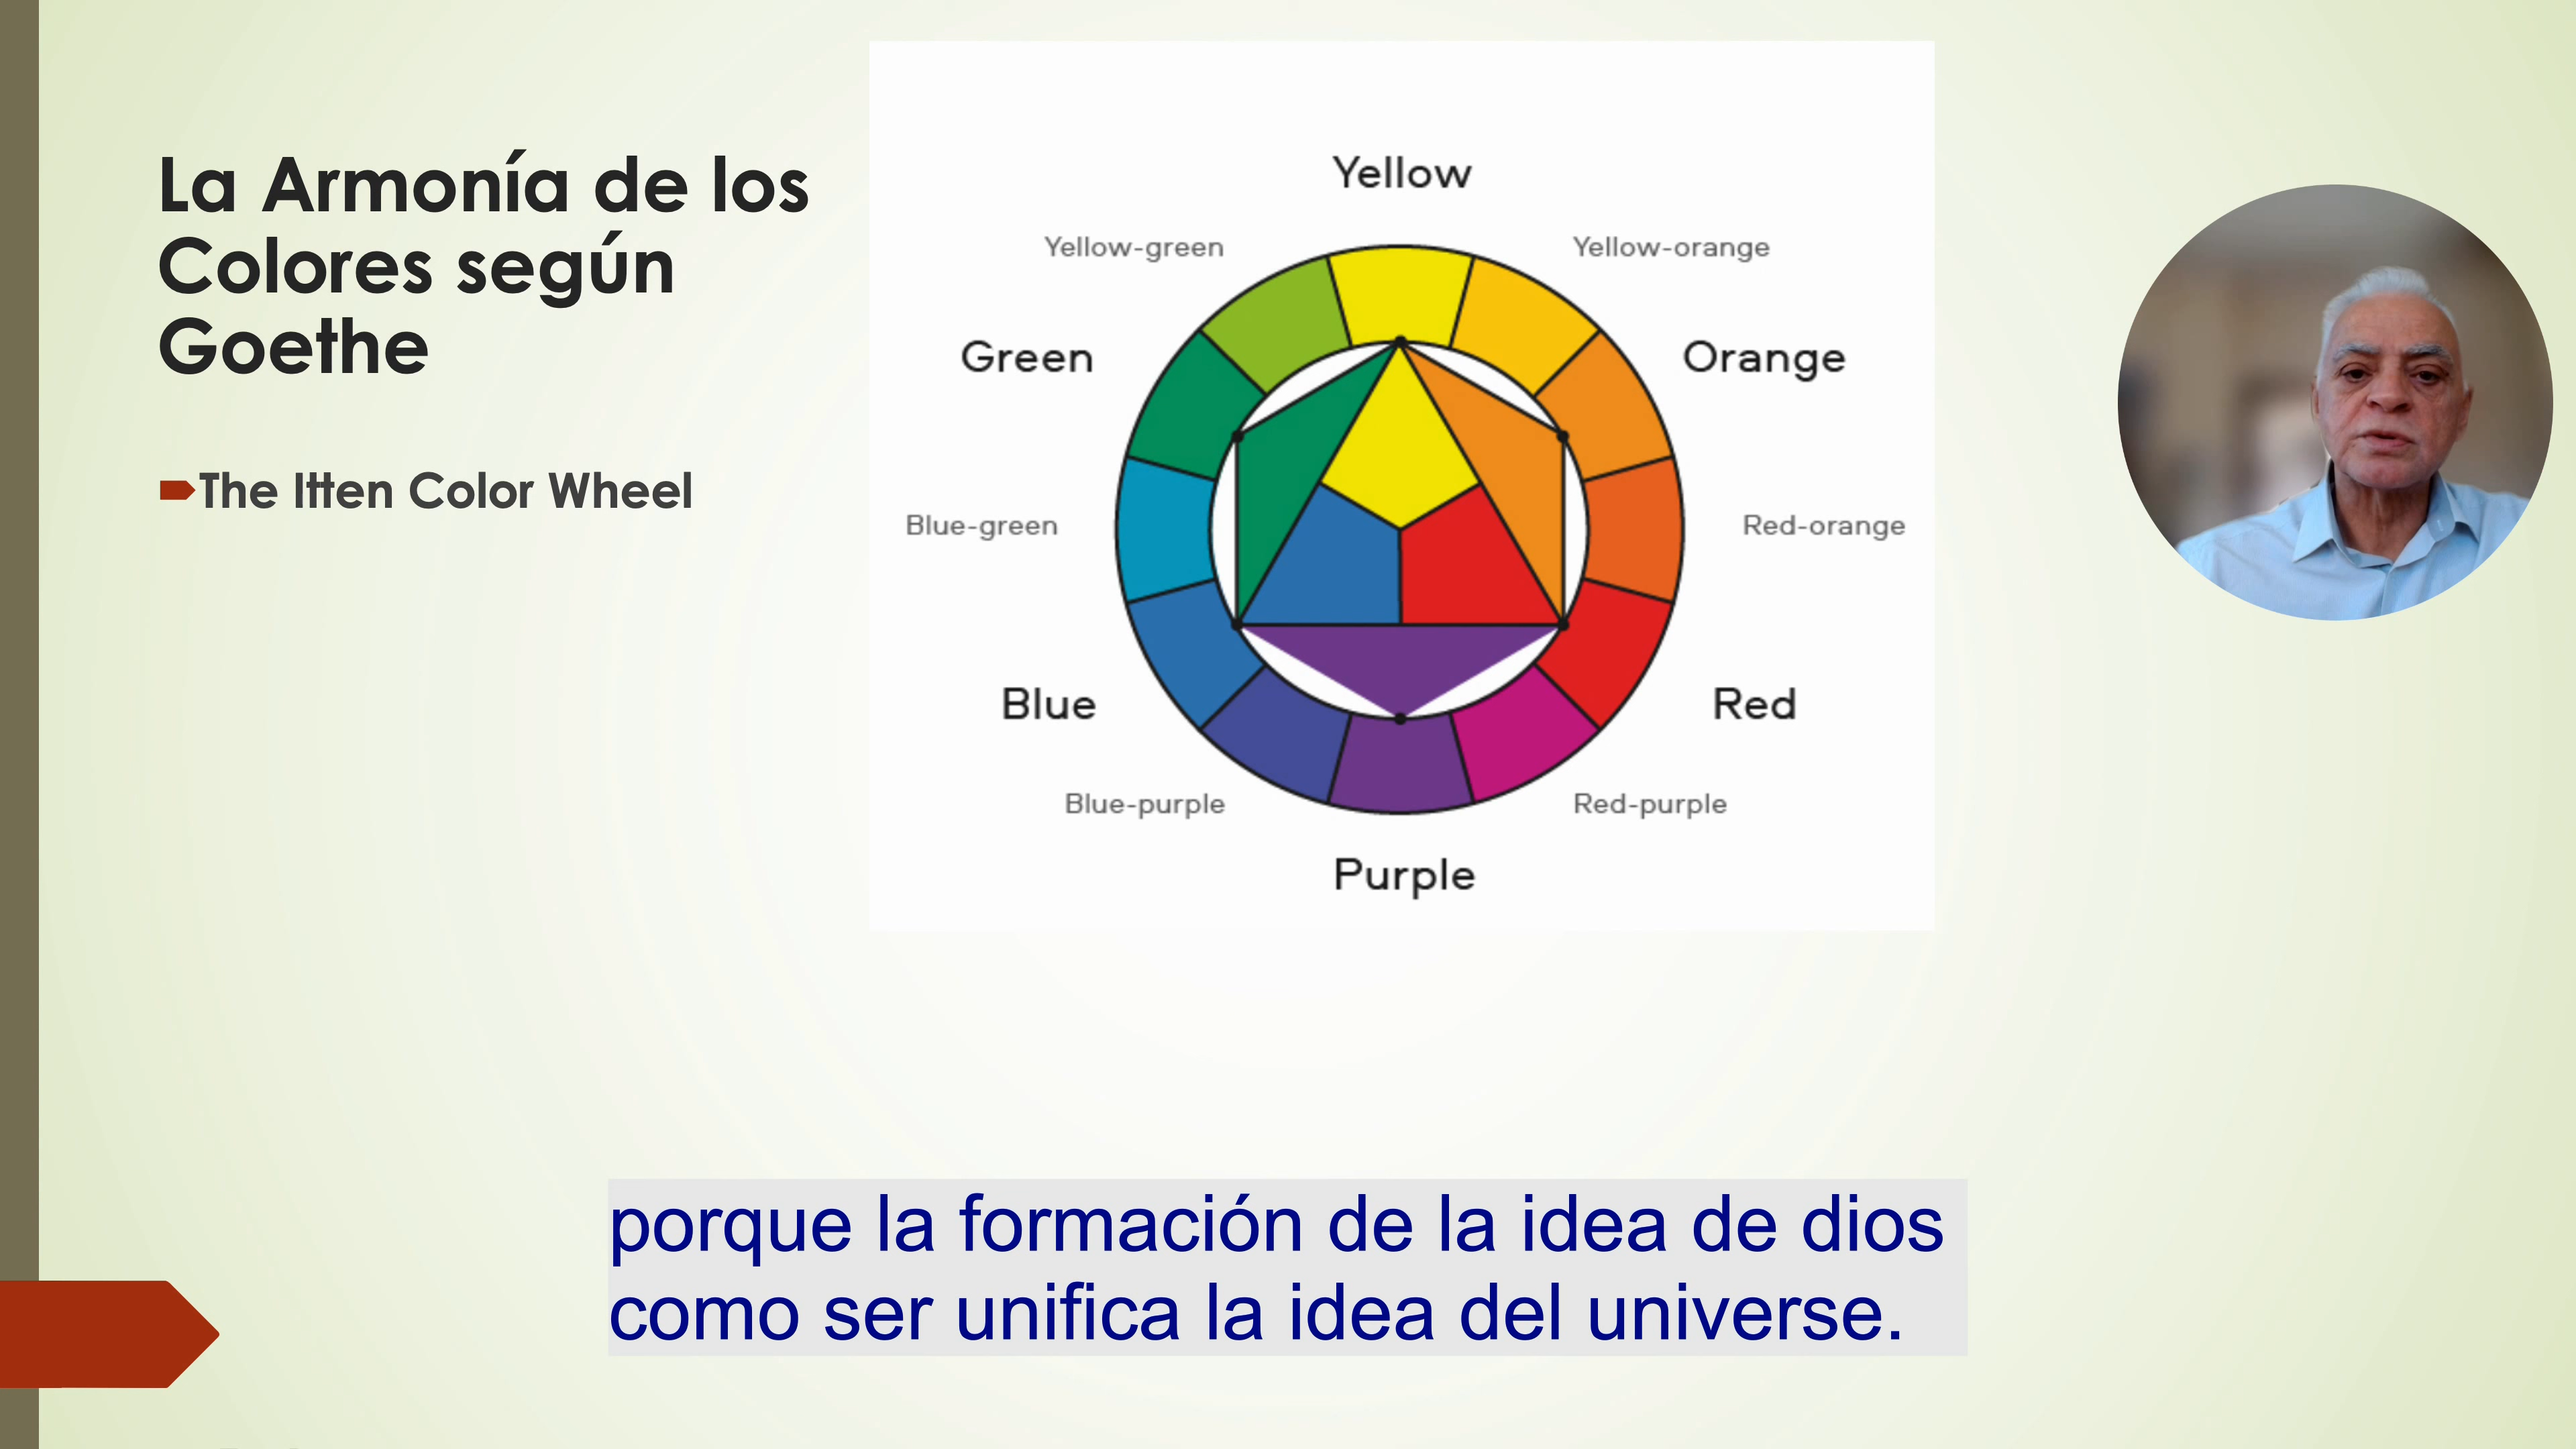 La Armonía de los
Colores según
Goethe
The Itten Color Wheel
Yellow
Yellow-green
Yellow-orange
Green
Orange
Blue-green
Red-orange
Blue
Red
Blue-purple
Red-purple
Purple
porque la formación de la idea de dios
como ser unifica la idea del universe.